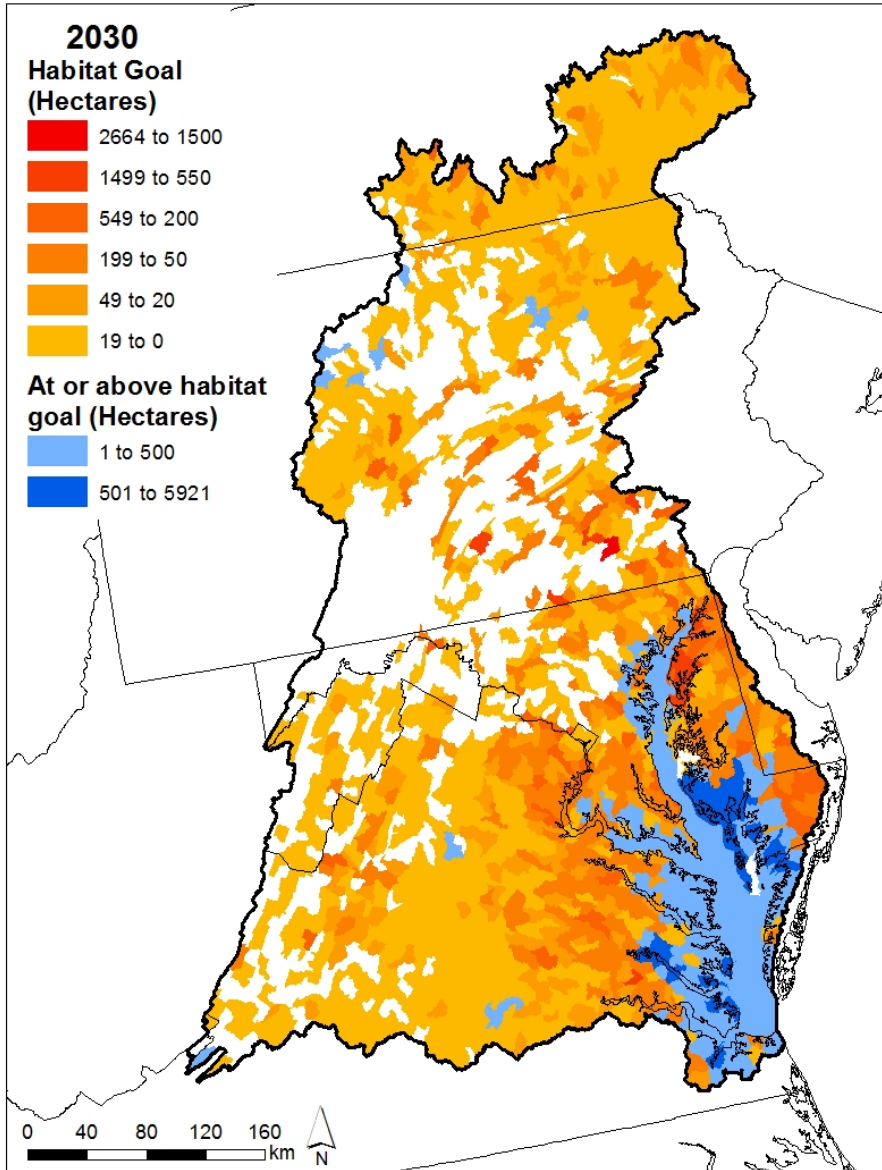 2030
Habitat Goal
(Hectares)
2664 to 1500
1499 to 550
549 to 200
199 to 50
49 to 20
19 to 0
At or above habitat
goal (Hectares)
1 to 500
501 to 5921
0 40 80 120 160
km
N